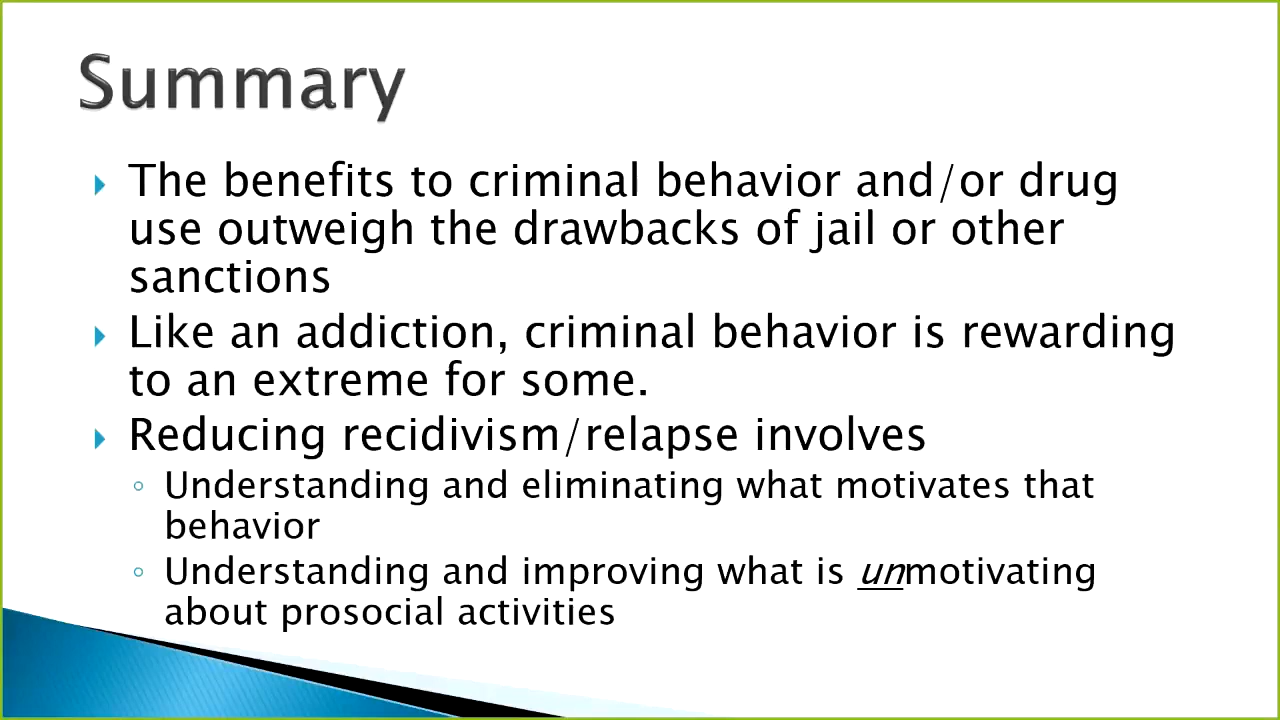 Summary
The benefits to criminal behavior and/or drug
use outweigh the drawbacks of jail or other
sanctions
Like an addiction, criminal behavior is rewarding
to an extreme for some.
Reducing recidivism/relapse involves
Understanding and eliminating what motivates that
behavior
Understanding and improving what is unmotivating
about prosocial activities